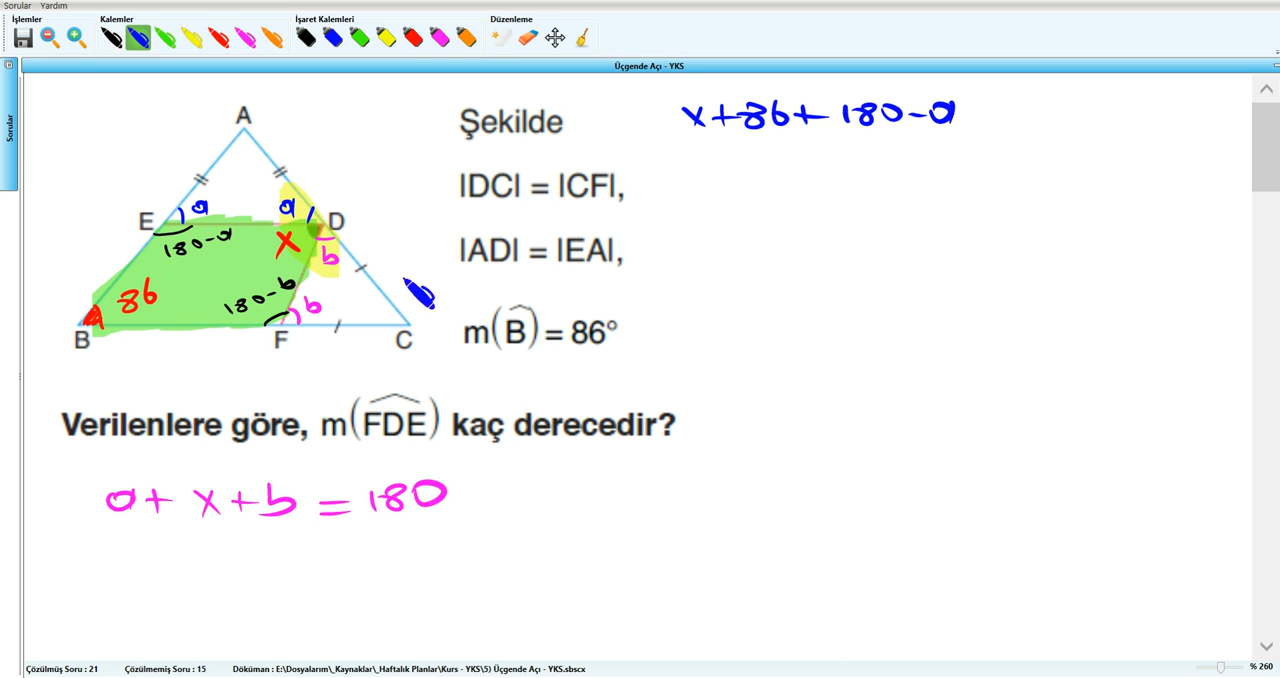 Sorular Yardım
İşlemler Kalemler İşaret Kalemleri Düzenleme
Üçgende Açı - YKS
Sorular
A
E
D
B
F
C
a
a
180-a
x
b
86
180-b
b
Şekilde
|DC| = |CF|,
|AD| = |EA|,
m(B̂) = 86°
x+86+180-a
Verilenlere göre, m(FDE) kaç derecedir?
a+x+b=180
Çözülmüş Soru : 21 Çözülmemiş Soru : 15 Döküman : E:\Dosyalarım\_Kaynaklar\_Haftalık Planlar\Kurs - YKS\5) Üçgende Açı - YKS.sbscx % 260